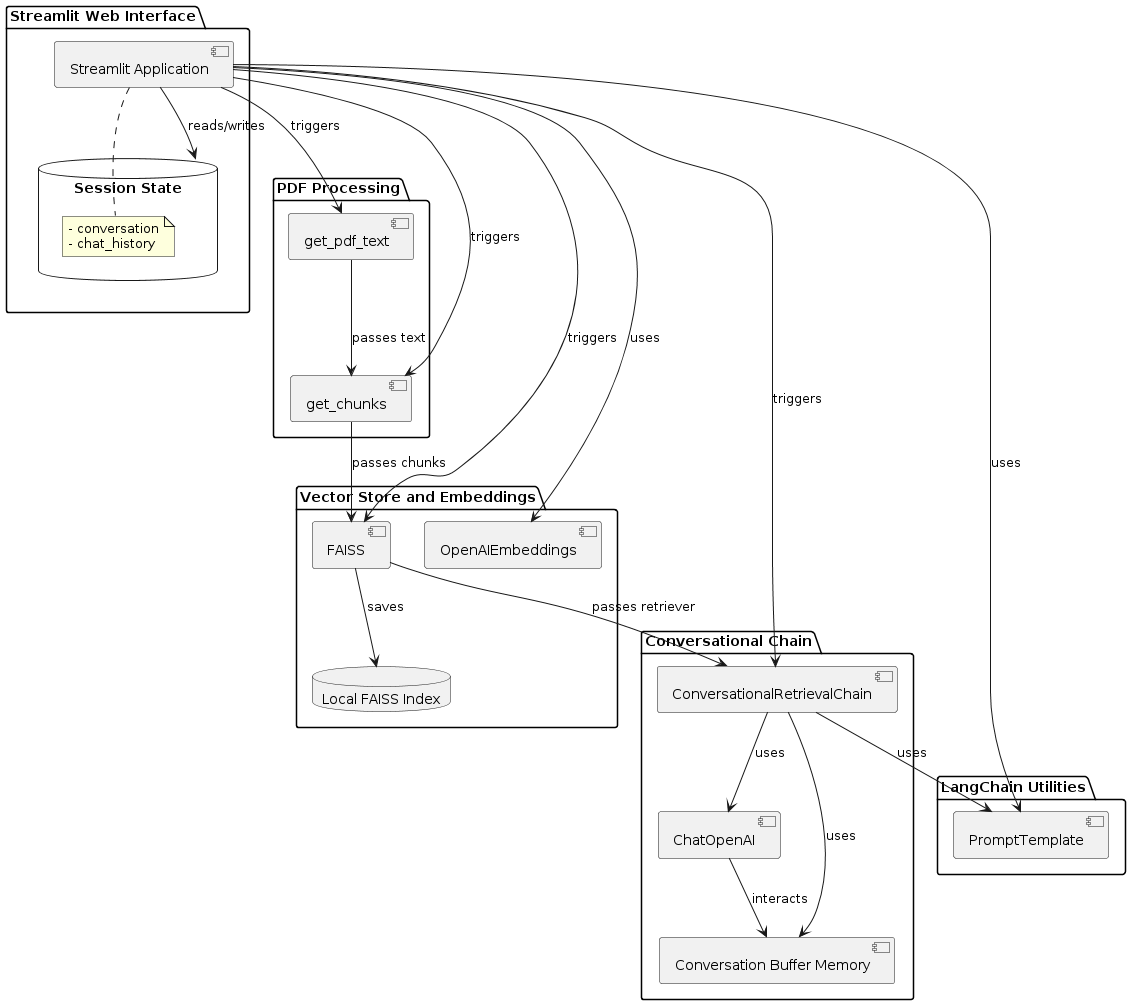 Streamlit Web Interface
Streamlit Application
reads/writes
triggers
Session State
- conversation
- chat_history
PDF Processing
get_pdf_text
triggers
passes text
triggers
uses
get_chunks
triggers
passes chunks
uses
Vector Store and Embeddings
FAISS
OpenAIEmbeddings
saves
passes retriever
Conversational Chain
ConversationalRetrievalChain
Local FAISS Index
uses
uses
LangChain Utilities
ChatOpenAI
uses
PromptTemplate
interacts
Conversation Buffer Memory